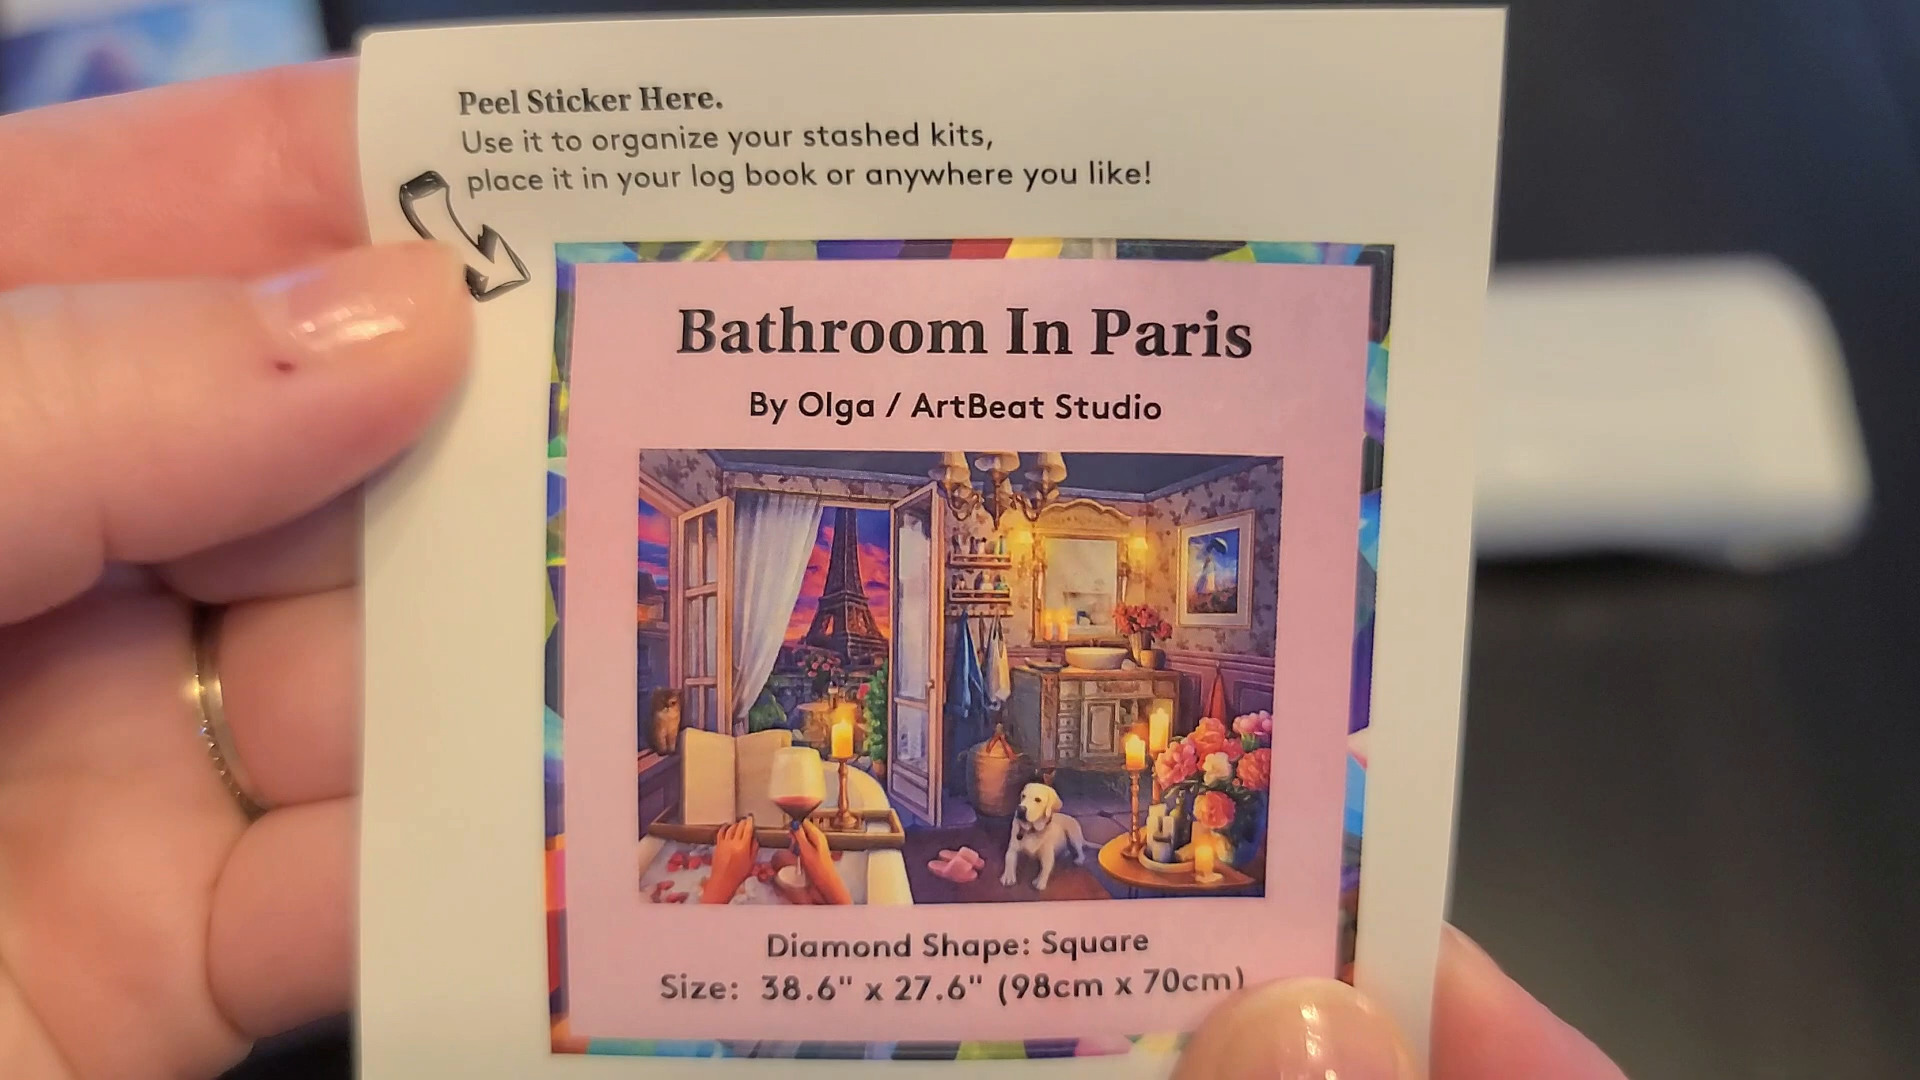 Peel Sticker Here.
Use it to organize your stashed kits,
place it in your log book or anywhere you like!
Bathroom In Paris
By Olga / ArtBeat Studio
Diamond Shape: Square
Size: 38.6" x 27.6" (98cm x 70cm)